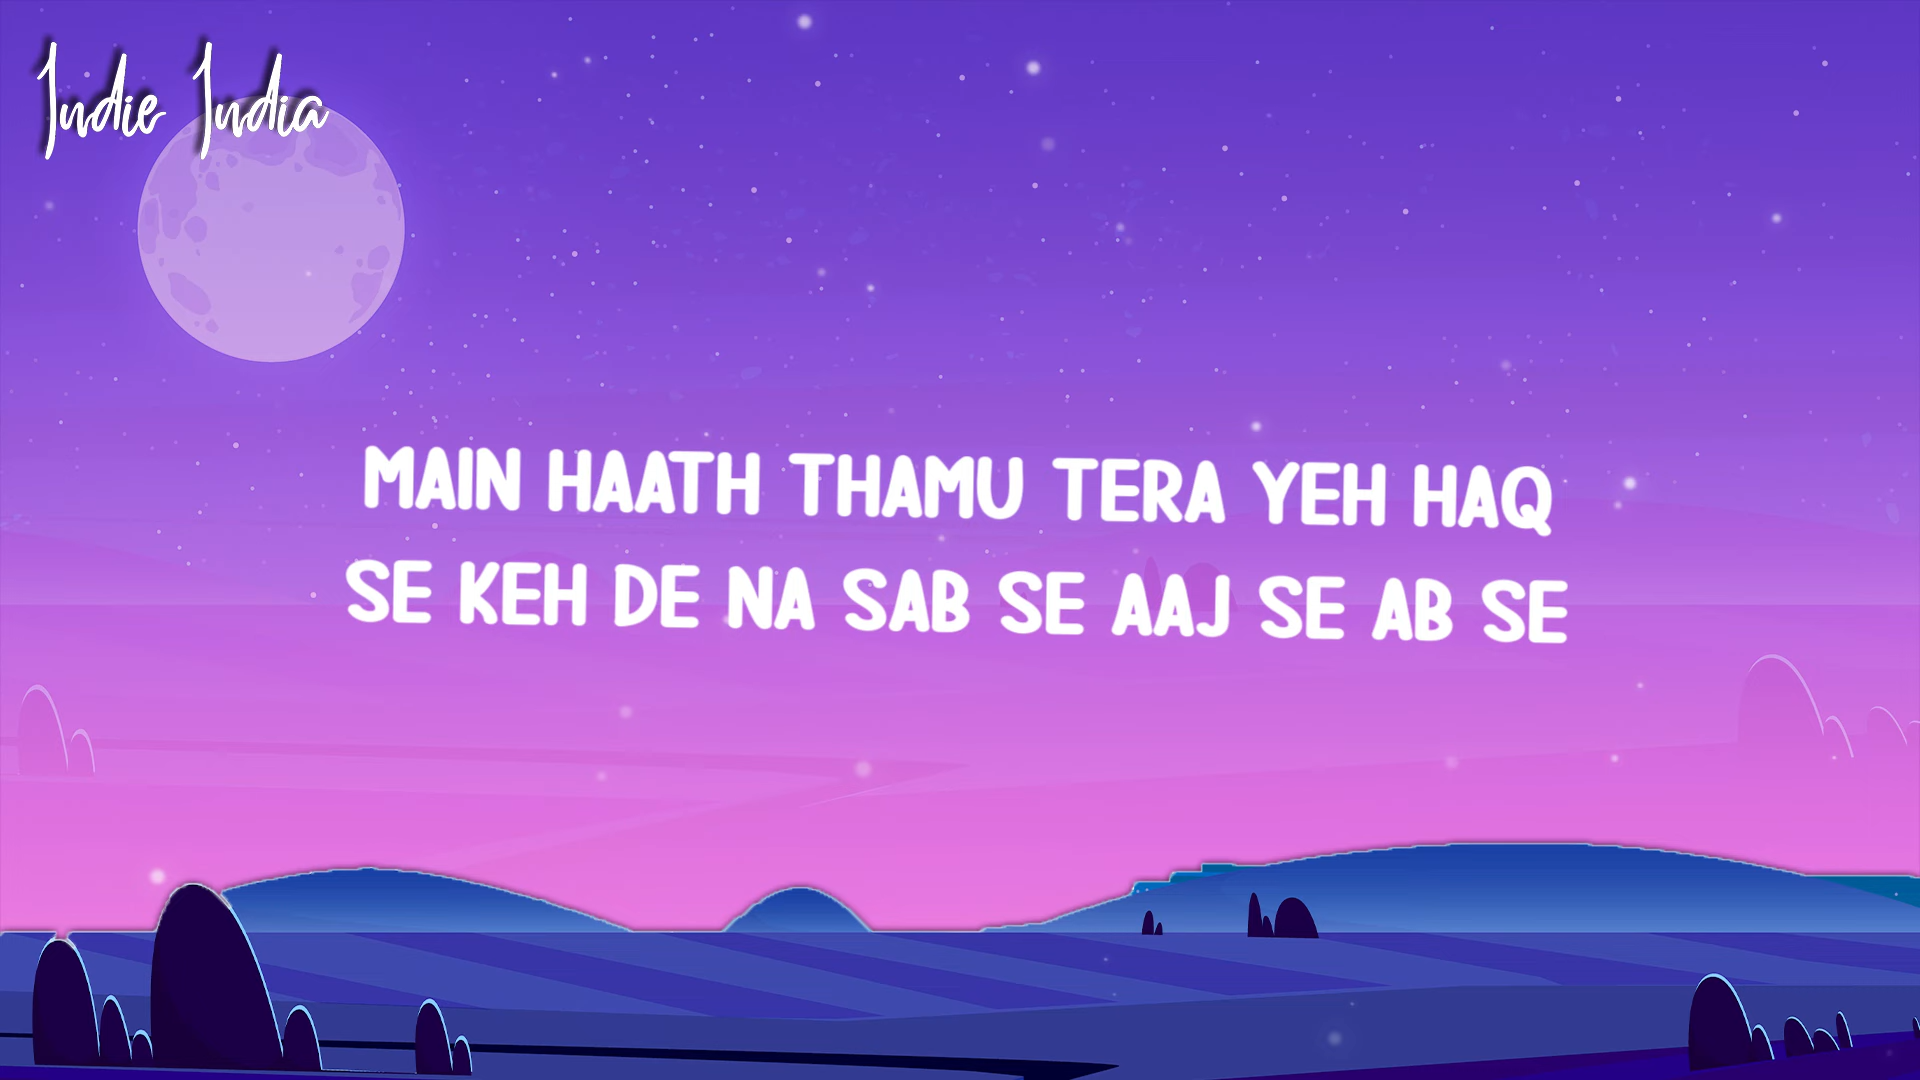 Indie India
MAIN HAATH THAMU TERA YEH HAQ
SE KEH DE NA SAB SE AAJ SE AB SE